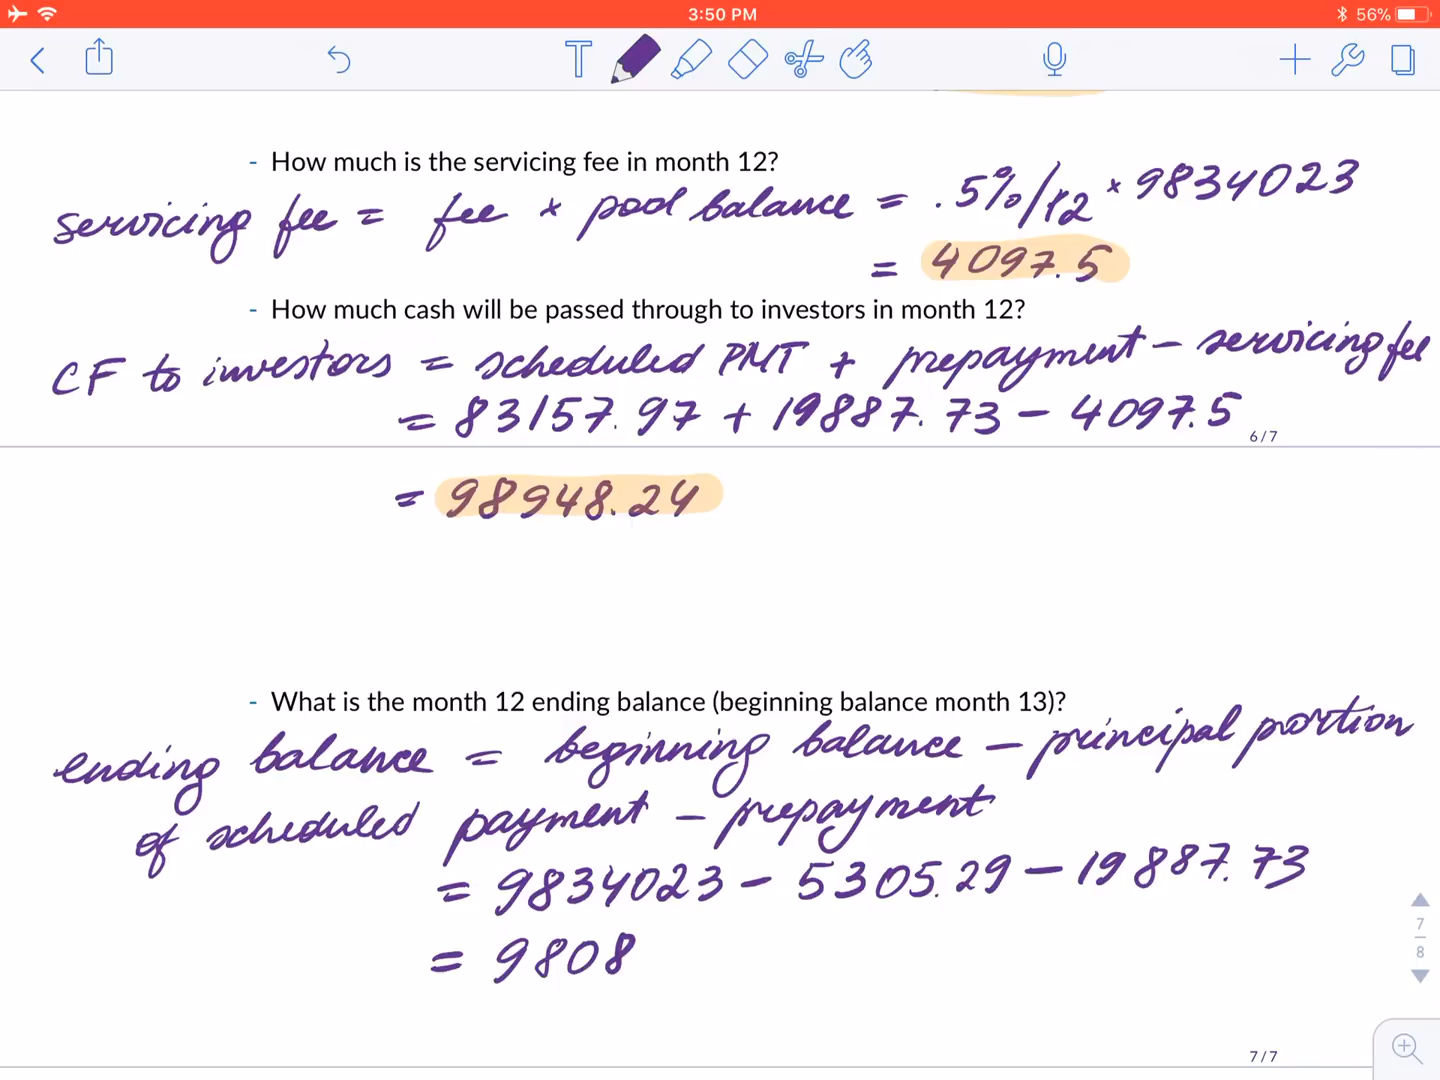 3:50 PM
56%
T
- How much is the servicing fee in month 12?
servicing fee = fee × pool balance = .5%/12 × 9834023
= 4097.5
- How much cash will be passed through to investors in month 12?
CF to investors = scheduled PMT + prepayment – servicing fee
= 83157.97 + 19887.73 – 4097.5
6/7
= 98948.24
- What is the month 12 ending balance (beginning balance month 13)?
ending balance = beginning balance – principal portion
of scheduled payment – prepayment
= 9834023 – 5305.29 – 19887.73
= 9808
7
8
7/7